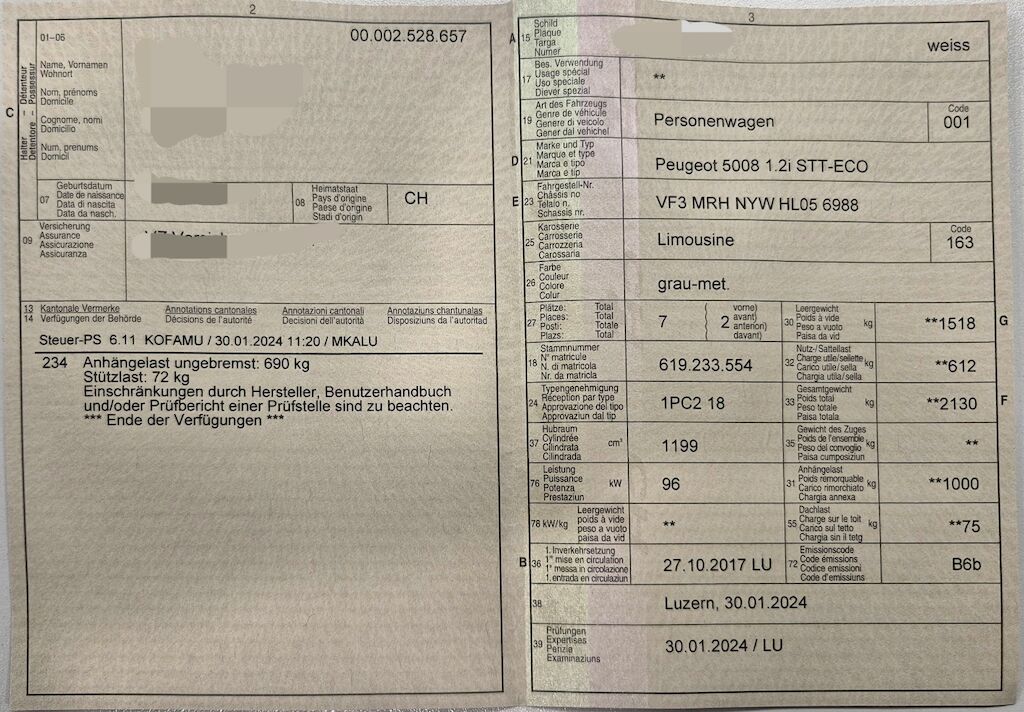 2
01–06
00.002.528.657
C
Halter – Détenteur
Detentore – Possessur
Name, Vornamen
Wohnort
Nom, prénoms
Domicile
Cognome, nomi
Domicilio
Num, prenums
Domicil
07
Geburtsdatum
Date de naissance
Data di nascita
Data da nasch.
08
Heimatstaat
Pays d'origine
Paese d'origine
Stadi d'origin
CH
09
Versicherung
Assurance
Assicurazione
Assicuranza
13 Kantonale Vermerke Annotations cantonales Annotazioni cantonali Annotaziuns chantunalas
14 Verfügungen der Behörde Décisions de l'autorité Decisioni dell'autorità Disposiziuns da l'autoritad
Steuer-PS 6.11 KOFAMU / 30.01.2024 11:20 / MKALU
234 Anhängelast ungebremst: 690 kg
Stützlast: 72 kg
Einschränkungen durch Hersteller, Benutzerhandbuch
und/oder Prüfbericht einer Prüfstelle sind zu beachten.
*** Ende der Verfügungen ***
3
A 15
Schild
Plaque
Targa
Numer
weiss
17
Bes. Verwendung
Usage spécial
Uso speciale
Diever spezial
**
19
Art des Fahrzeugs
Genre de véhicule
Genere di veicolo
Gener dal vehichel
Personenwagen
Code
001
D 21
Marke und Typ
Marque et type
Marca e tipo
Marca e tip
Peugeot 5008 1.2i STT-ECO
E 23
Fahrgestell-Nr.
Châssis no
Telaio n.
Schassis nr.
VF3 MRH NYW HL05 6988
25
Karosserie
Carrosserie
Carrozzeria
Carossaria
Limousine
Code
163
26
Farbe
Couleur
Colore
Colur
grau-met.
27
Plätze: Total
Places: Total
Posti: Totale
Plazs: Total
7
vorne)
avant)
anteriori)
davant)
2
30
Leergewicht
Poids à vide
Peso a vuoto
Paisa da vid
kg
**1518
G
18
Stammnummer
N° matricule
N. di matricola
Nr. da matricla
619.233.554
32
Nutz-/Sattellast
Charge utile/sellette
Carico utile/sella
Chargia utila/sella
kg
**612
24
Typengenehmigung
Réception par type
Approvazione del tipo
Approvaziun dal tip
1PC2 18
33
Gesamtgewicht
Poids total
Peso totale
Paisa totala
kg
**2130
F
37
Hubraum
Cylindrée
Cilindrata
Cilindrada
cm³
1199
35
Gewicht des Zuges
Poids de l'ensemble
Peso del convoglio
Paisa cumposiziun
kg
**
76
Leistung
Puissance
Potenza
Prestaziun
kW
96
31
Anhängelast
Poids remorquable
Carico rimorchiato
Chargia annexa
kg
**1000
78 kW/kg
Leergewicht
poids à vide
peso a vuoto
paisa da vid
**
55
Dachlast
Charge sur le toit
Carico sul tetto
Chargia sin il tetg
kg
**75
B 36
1. Inverkehrsetzung
1re mise en circulation
1a messa in circolazione
1. entrada en circulaziun
27.10.2017 LU
72
Emissionscode
Code émissions
Codice emissioni
Code d'emissiuns
B6b
38
Luzern, 30.01.2024
39
Prüfungen
Expertises
Perizia
Examinaziuns
30.01.2024 / LU